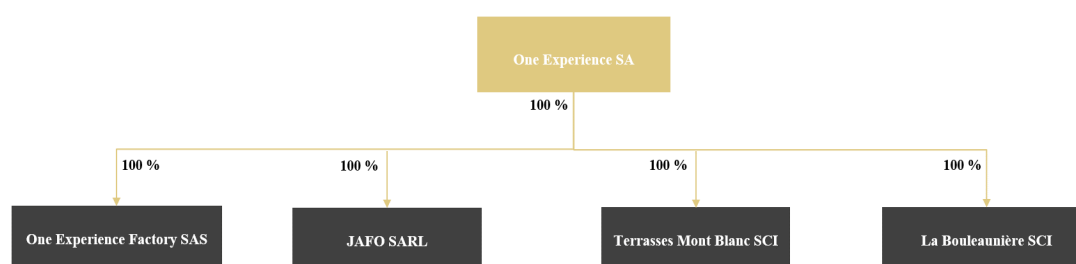 One Experience SA
100 %
100 %
100 %
100 %
100 %
One Experience Factory SAS
JAFO SARL
Terrasses Mont Blanc SCI
La Bouleaunière SCI